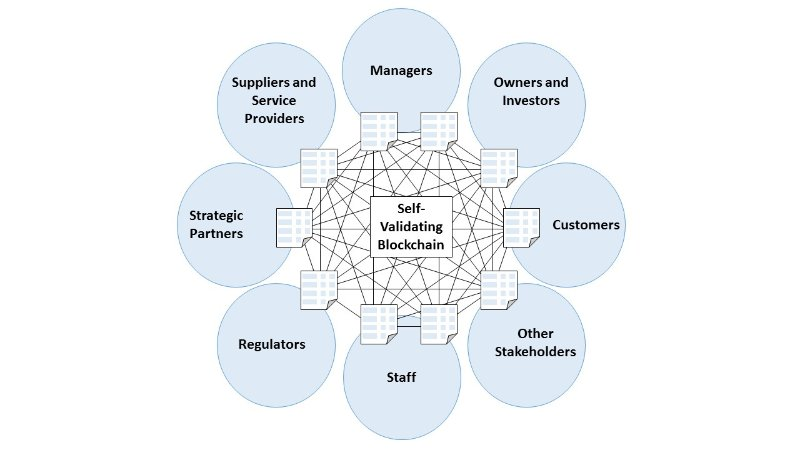 Managers
Suppliers and
Service
Providers
Owners and
Investors
Strategic
Partners
Self-
Validating
Blockchain
Customers
Regulators
Other
Stakeholders
Staff